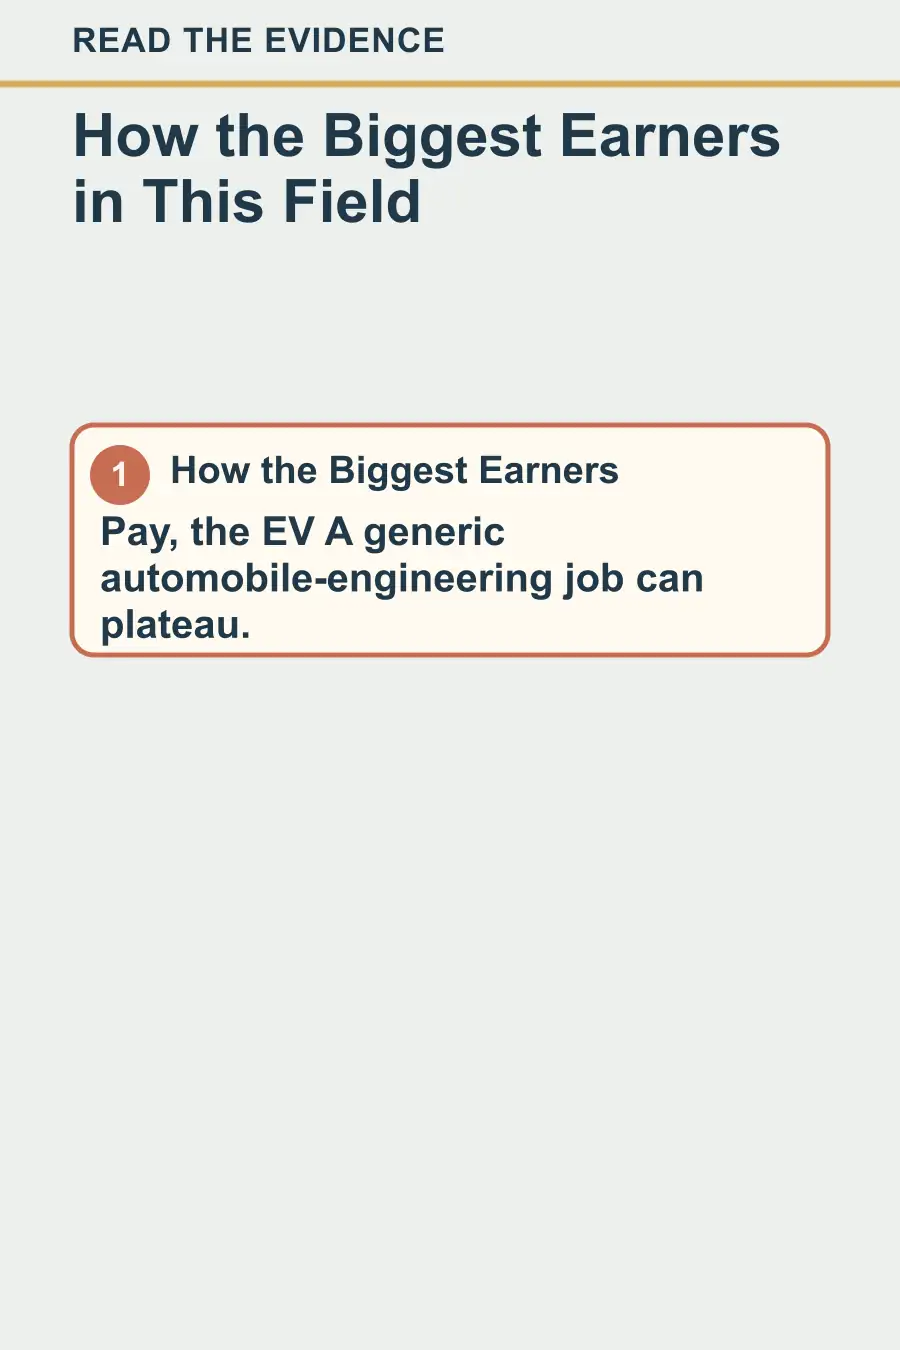 READ THE EVIDENCE
How the Biggest Earners
in This Field
1 How the Biggest Earners
Pay, the EV A generic
automobile-engineering job can
plateau.